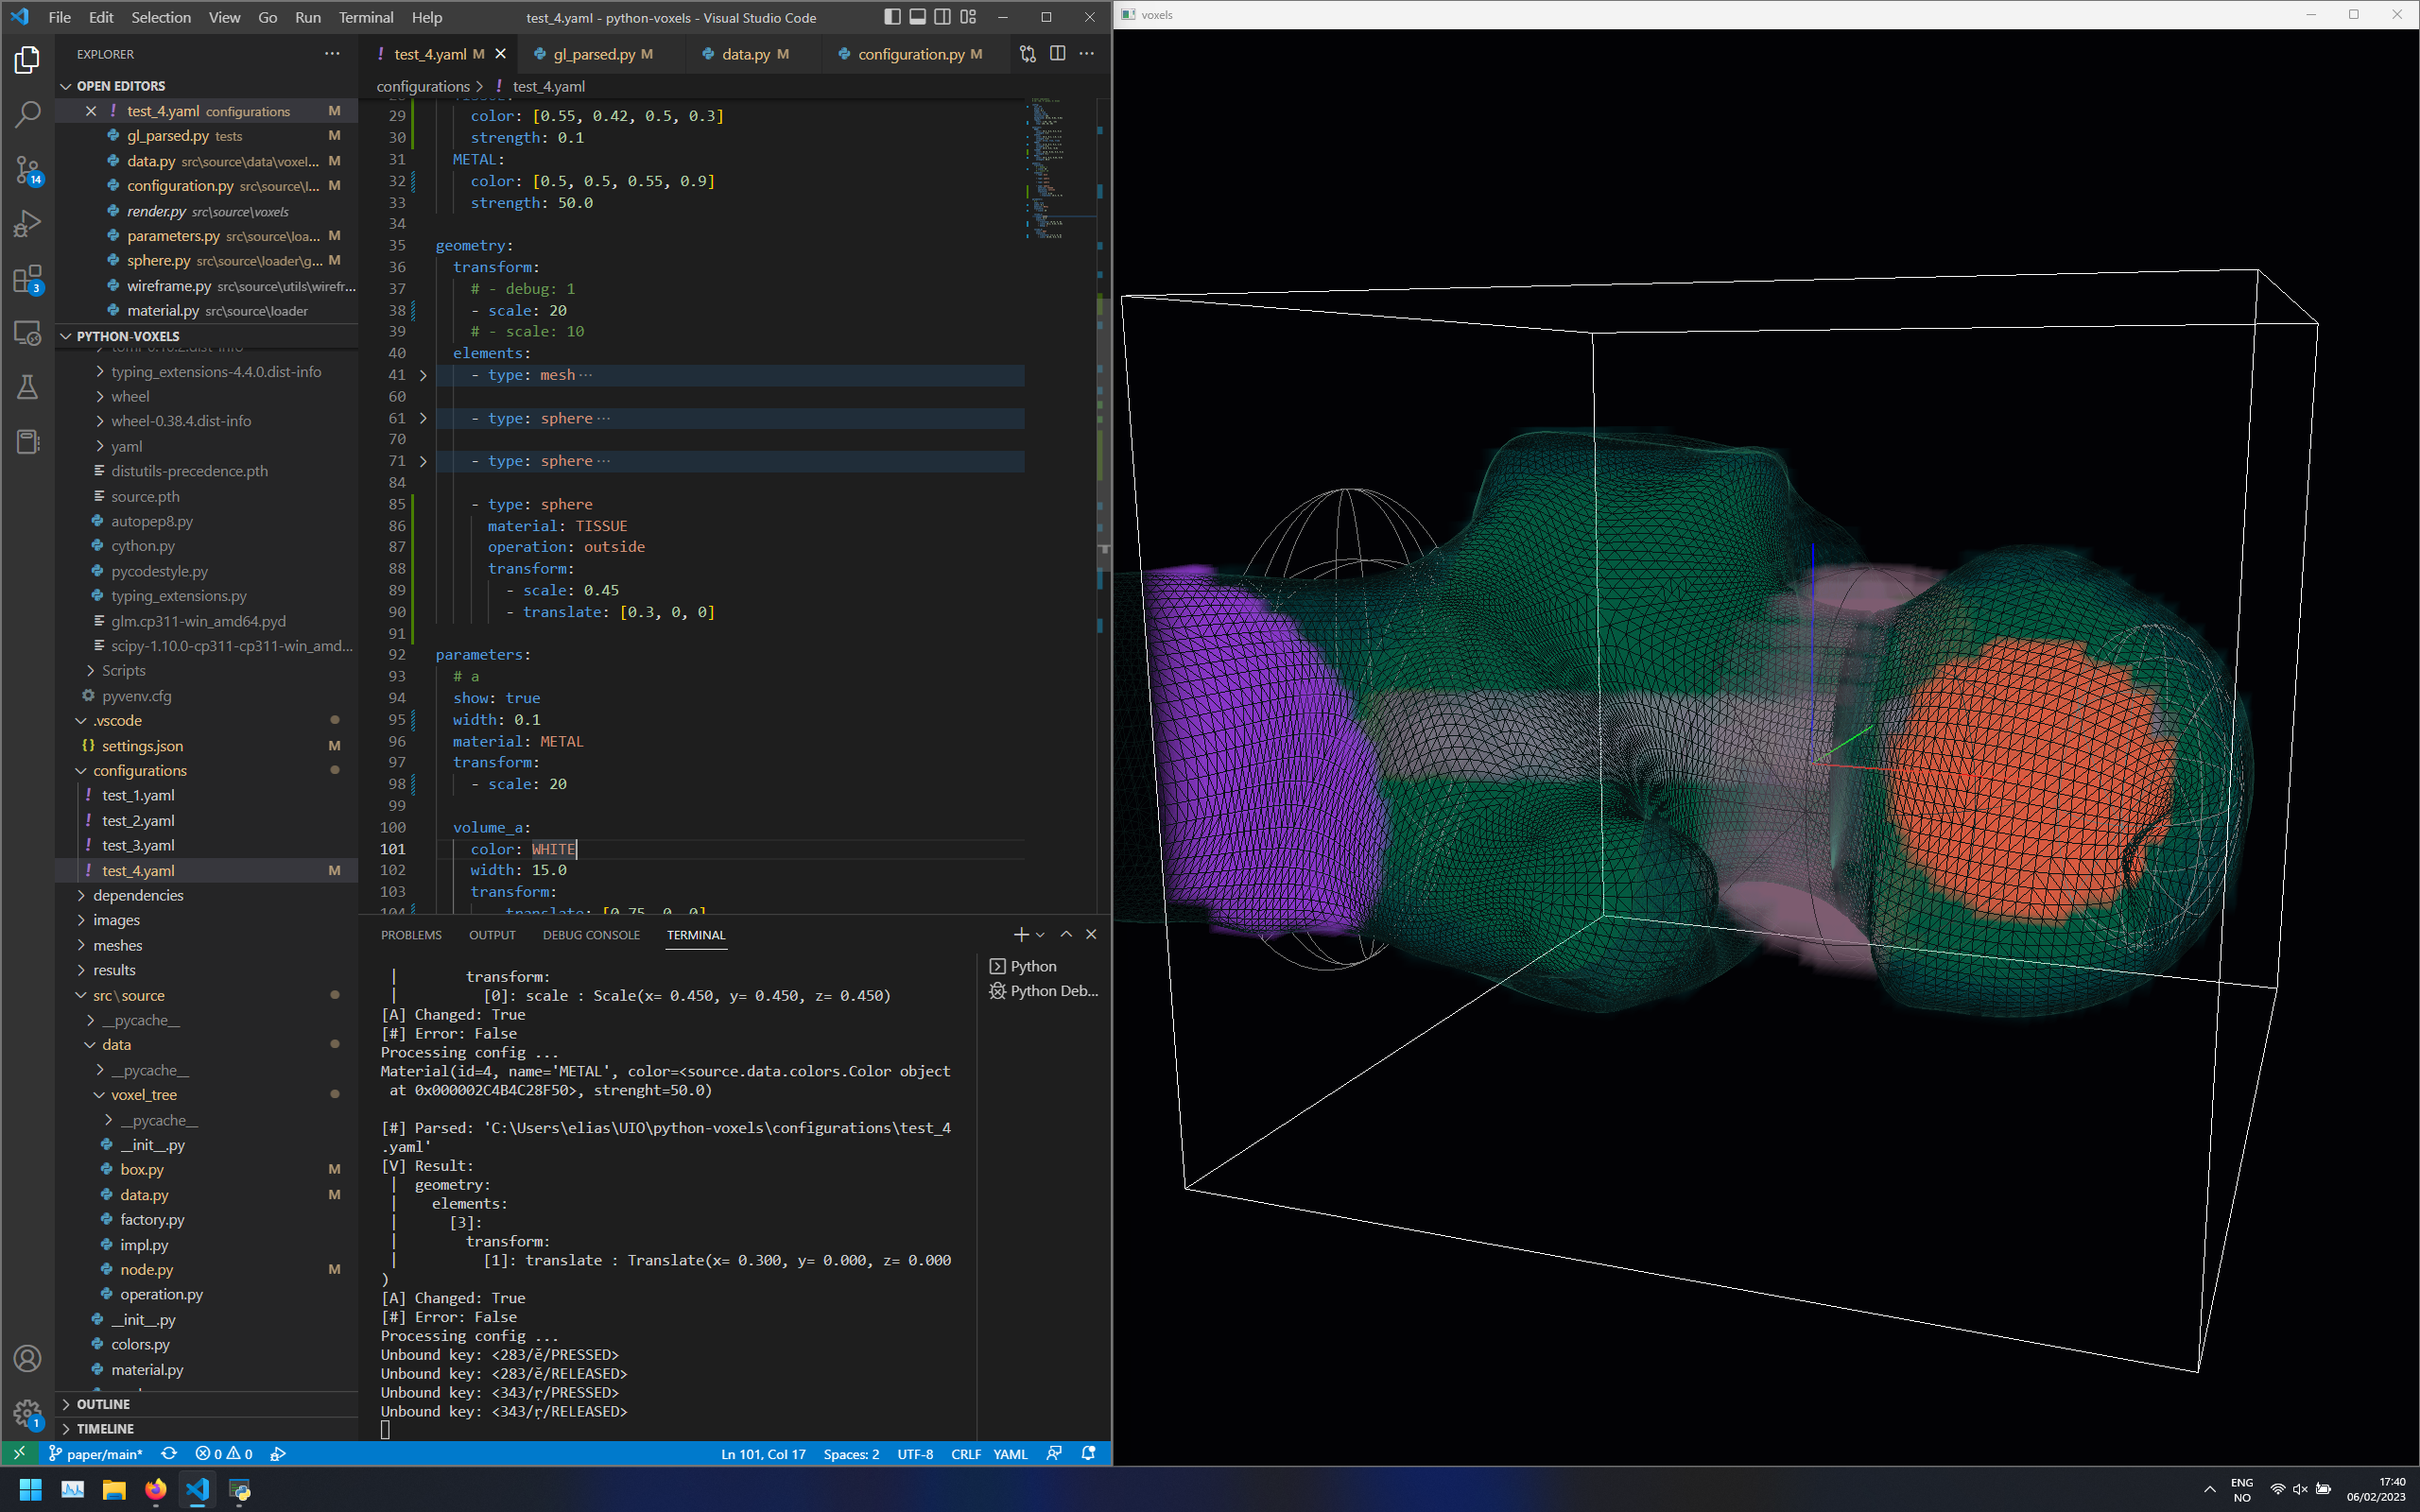 File Edit Selection View Go Run Terminal Help
test_4.yaml - python-voxels - Visual Studio Code
EXPLORER
OPEN EDITORS
test_4.yaml configurations M
gl_parsed.py tests M
data.py src\source\data\voxel... M
configuration.py src\source\l... M
render.py src\source\voxels
parameters.py src\source\loa... M
sphere.py src\source\loader\g... M
wireframe.py src\source\utils\wirefr...
material.py src\source\loader
PYTHON-VOXELS
typing_extensions-4.4.0.dist-info
wheel
wheel-0.38.4.dist-info
yaml
distutils-precedence.pth
source.pth
autopep8.py
cython.py
pycodestyle.py
typing_extensions.py
glm.cp311-win_amd64.pyd
scipy-1.10.0-cp311-cp311-win_amd...
Scripts
pyvenv.cfg
.vscode
settings.json M
configurations
test_1.yaml
test_2.yaml
test_3.yaml
test_4.yaml M
dependencies
images
meshes
results
src\source
__pycache__
data
__pycache__
voxel_tree
__pycache__
__init__.py
box.py M
data.py M
factory.py
impl.py
node.py M
operation.py
__init__.py
colors.py
material.py
OUTLINE
TIMELINE
14
3
1
test_4.yaml M
gl_parsed.py M
data.py M
configuration.py M
configurations > test_4.yaml
29 color: [0.55, 0.42, 0.5, 0.3]
30 strength: 0.1
31 METAL:
32 color: [0.5, 0.5, 0.55, 0.9]
33 strength: 50.0
34
35 geometry:
36 transform:
37 # - debug: 1
38 - scale: 20
39 # - scale: 10
40 elements:
41 - type: mesh ...
60
61 - type: sphere ...
70
71 - type: sphere ...
84
85 - type: sphere
86 material: TISSUE
87 operation: outside
88 transform:
89 - scale: 0.45
90 - translate: [0.3, 0, 0]
91
92 parameters:
93 # a
94 show: true
95 width: 0.1
96 material: METAL
97 transform:
98 - scale: 20
99
100 volume_a:
101 color: WHITE
102 width: 15.0
103 transform:
104 translate: [0.75, 0, 0]
PROBLEMS OUTPUT DEBUG CONSOLE TERMINAL
Python
Python Deb...
| transform:
| [0]: scale : Scale(x= 0.450, y= 0.450, z= 0.450)
[A] Changed: True
[#] Error: False
Processing config ...
Material(id=4, name='METAL', color=<source.data.colors.Color object
at 0x000002C4B4C28F50>, strenght=50.0)
[#] Parsed: 'C:\Users\elias\UIO\python-voxels\configurations\test_4
.yaml'
[V] Result:
| geometry:
| elements:
| [3]:
| transform:
| [1]: translate : Translate(x= 0.300, y= 0.000, z= 0.000
)
[A] Changed: True
[#] Error: False
Processing config ...
Unbound key: <283/ě/PRESSED>
Unbound key: <283/ě/RELEASED>
Unbound key: <343/ŗ/PRESSED>
Unbound key: <343/ŗ/RELEASED>
paper/main* 0 0 Ln 101, Col 17 Spaces: 2 UTF-8 CRLF YAML
voxels
ENG
NO
17:40
06/02/2023